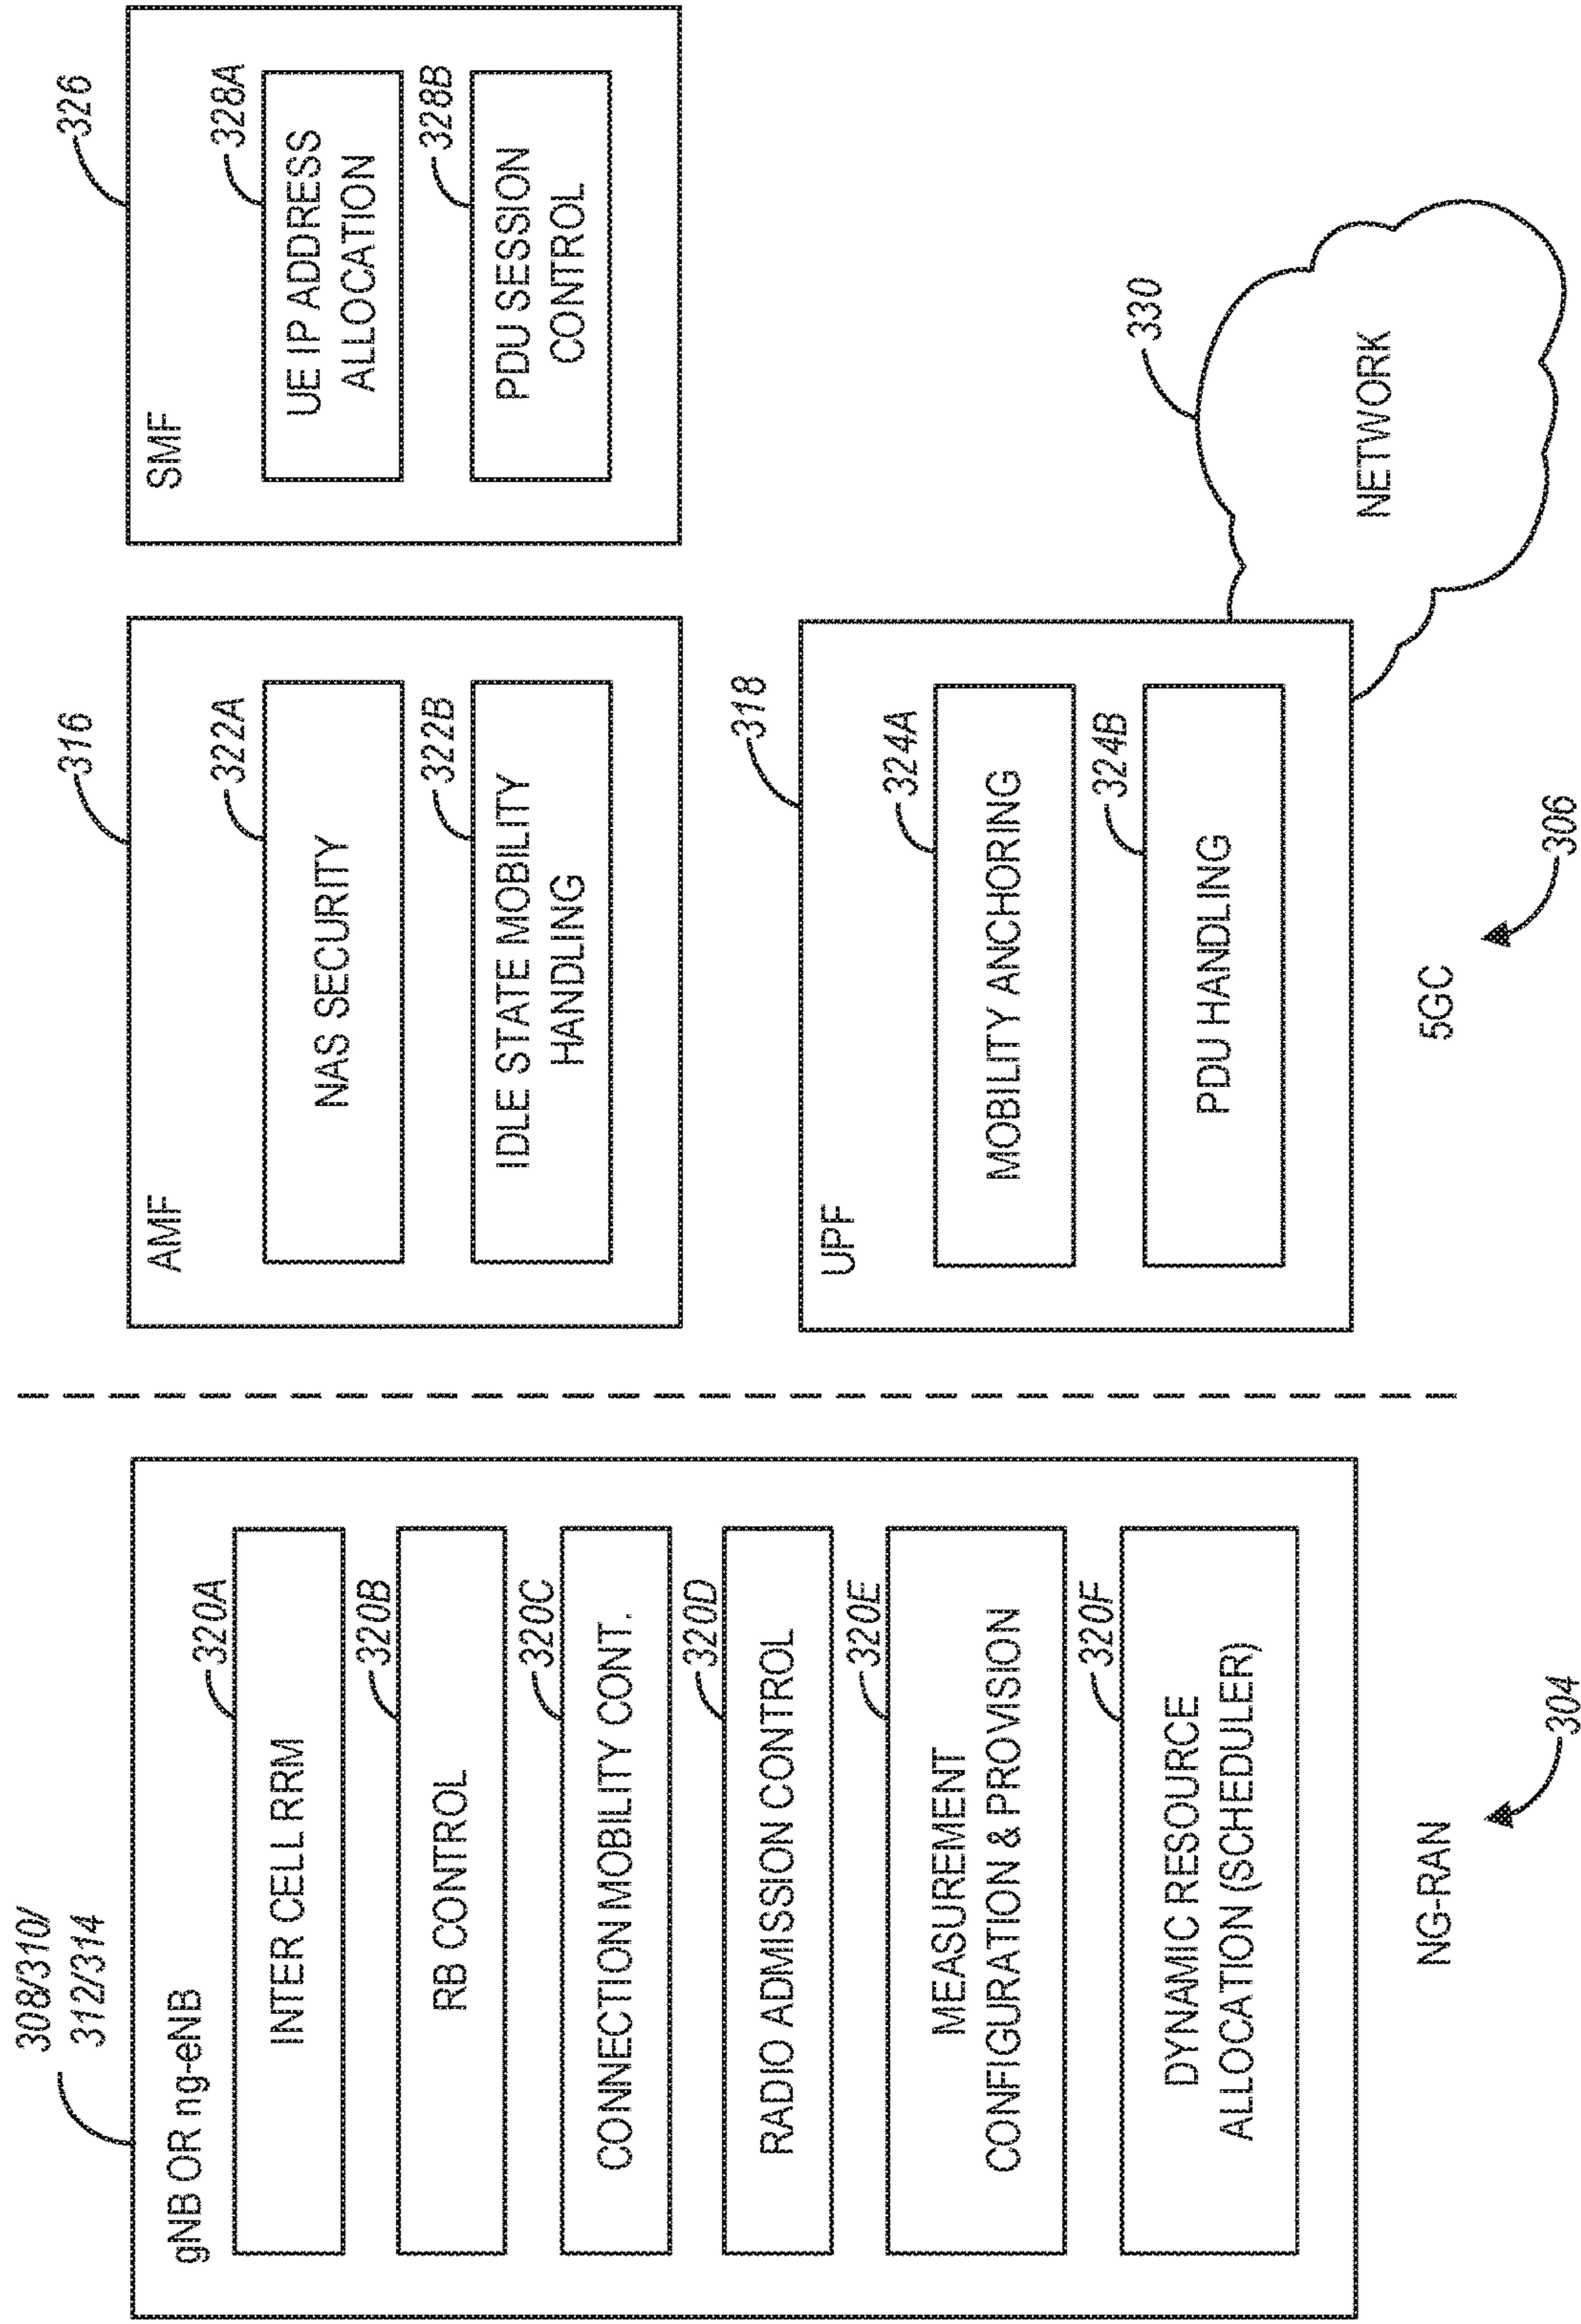 308/310/
312/314
gNB OR ng-eNB
320A
INTER CELL RRM
320B
RB CONTROL
320C
CONNECTION MOBILITY CONT.
320D
RADIO ADMISSION CONTROL
320E
MEASUREMENT
CONFIGURATION & PROVISION
320F
DYNAMIC RESOURCE
ALLOCATION (SCHEDULER)
NG-RAN
304
316
AMF
322A
NAS SECURITY
322B
IDLE STATE MOBILITY
HANDLING
326
SMF
328A
UE IP ADDRESS
ALLOCATION
328B
PDU SESSION
CONTROL
318
UPF
324A
MOBILITY ANCHORING
324B
PDU HANDLING
330
NETWORK
5GC
306